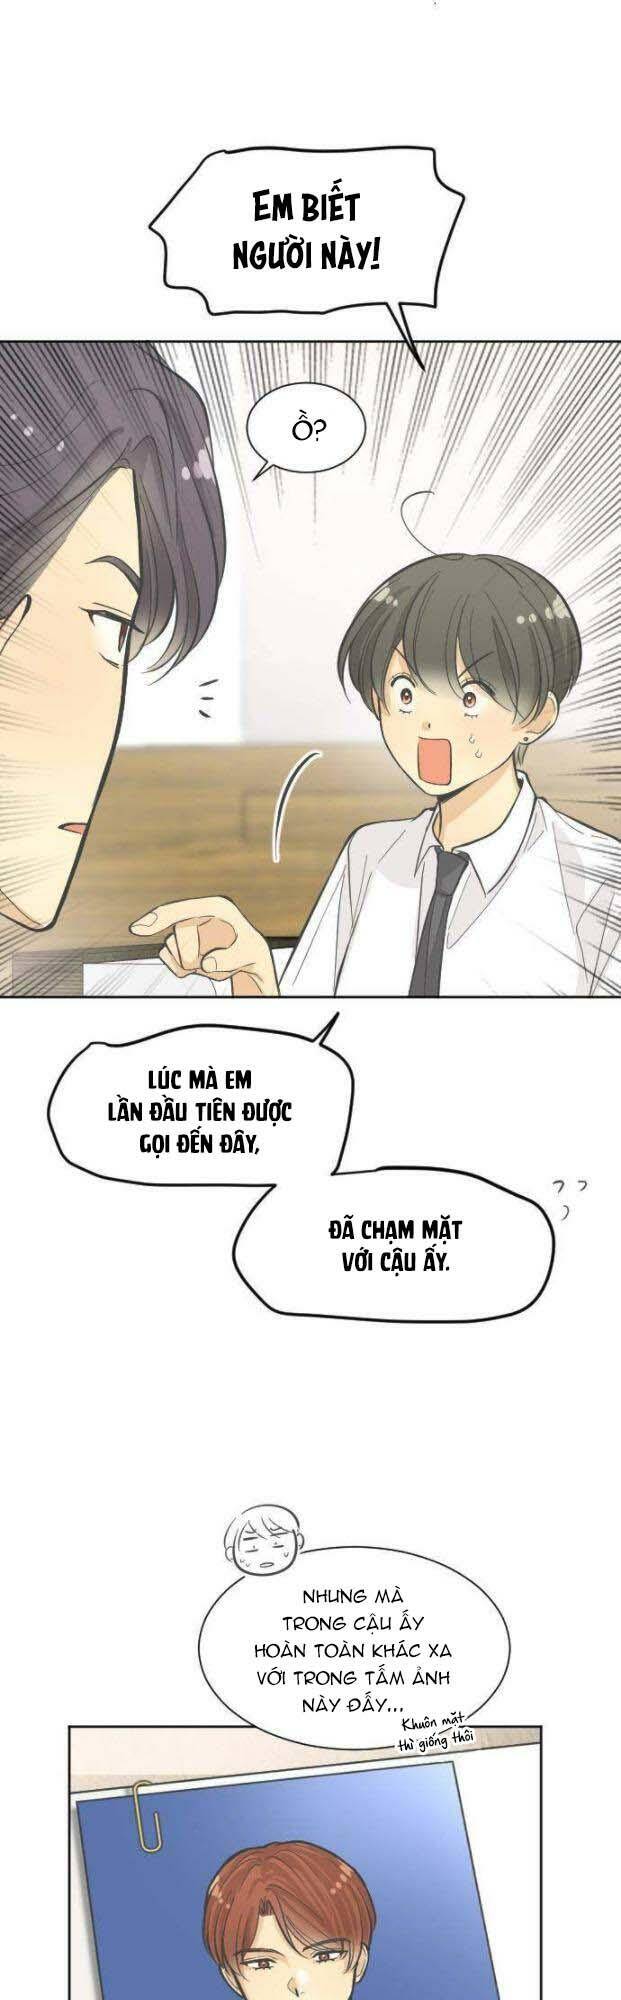 EM BIẾT
NGƯỜI NÀY!
Ồ?
LÚC MÀ EM
LẦN ĐẦU TIÊN ĐƯỢC
GỌI ĐẾN ĐÂY,
ĐÃ CHẠM MẶT
VỚI CẬU ẤY.
??
NHƯNG MÀ
TRONG CẬU ẤY
HOÀN TOÀN KHÁC XA
VỚI TRONG TẤM ẢNH
NÀY ĐẤY...
Khuôn mặt
thì giống thôi